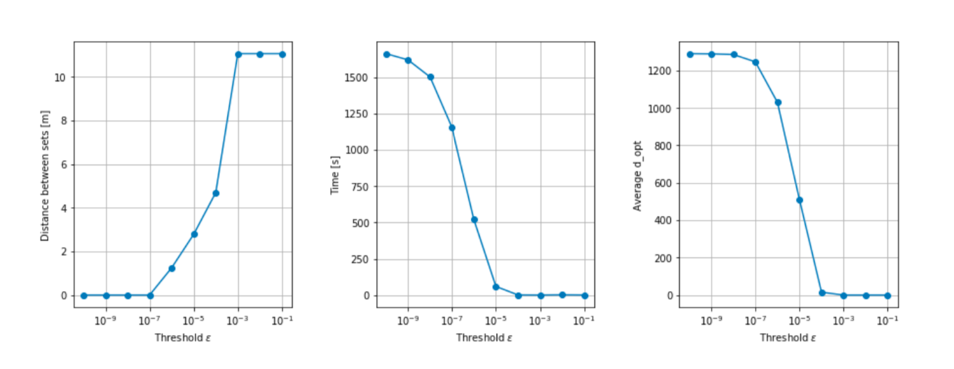 Distance between sets [m]
10
8
6
4
2
0
10⁻⁹ 10⁻⁷ 10⁻⁵ 10⁻³ 10⁻¹
Threshold ε
Time [s]
1500
1250
1000
750
500
250
0
10⁻⁹ 10⁻⁷ 10⁻⁵ 10⁻³ 10⁻¹
Threshold ε
Average d_opt
1200
1000
800
600
400
200
0
10⁻⁹ 10⁻⁷ 10⁻⁵ 10⁻³ 10⁻¹
Threshold ε